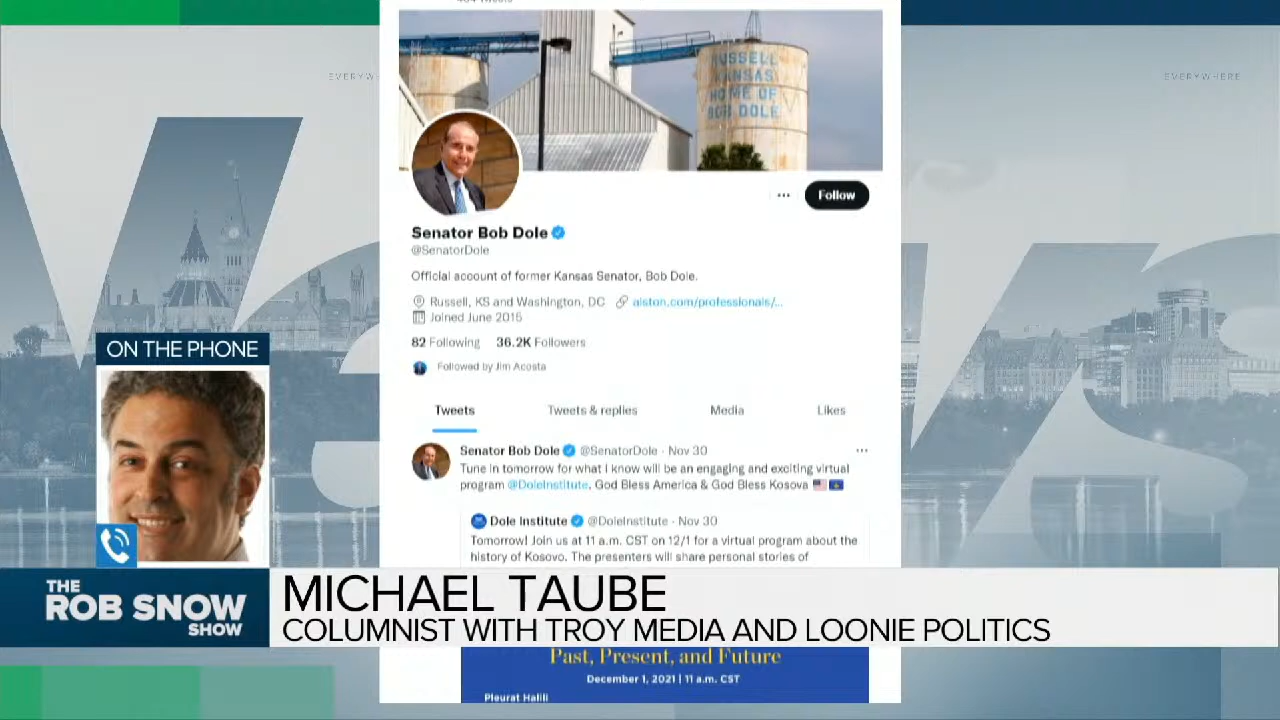 EVERYWH
EVERYWHERE
RUSSELL
KANSAS
HOME OF
BOB DOLE
Follow
Senator Bob Dole
@SenatorDole
Official account of former Kansas Senator, Bob Dole.
Russell, KS and Washington, DC alston.com/professionals/...
Joined June 2015
82 Following 36.2K Followers
Followed by Jim Acosta
Tweets Tweets & replies Media Likes
Senator Bob Dole @SenatorDole · Nov 30
Tune in tomorrow for what I know will be an engaging and exciting virtual
program @DoleInstitute. God Bless America & God Bless Kosova
Dole Institute @DoleInstitute · Nov 30
Tomorrow! Join us at 11 a.m. CST on 12/1 for a virtual program about the
history of Kosovo. The presenters will share personal stories of
ON THE PHONE
THE
ROB SNOW
SHOW
MICHAEL TAUBE
COLUMNIST WITH TROY MEDIA AND LOONIE POLITICS
Past, Present, and Future
December 1, 2021 | 11 a.m. CST
Pleurat Halili